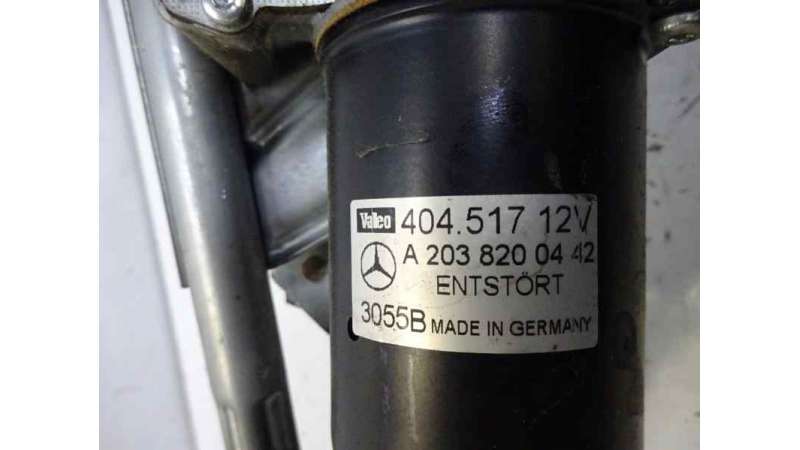 Valeo 404.517 12V
A 203 820 04 42
ENTSTÖRT
3055B MADE IN GERMANY